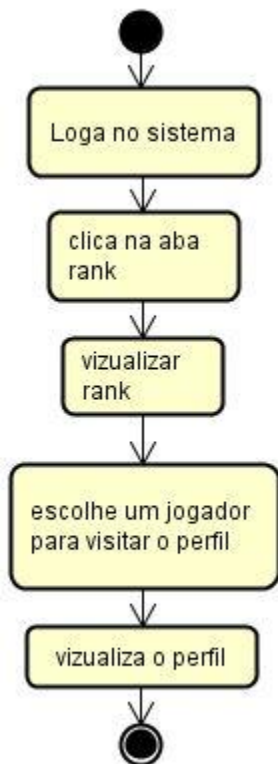 Loga no sistema
clica na aba
rank
vizualizar
rank
escolhe um jogador
para visitar o perfil
vizualiza o perfil